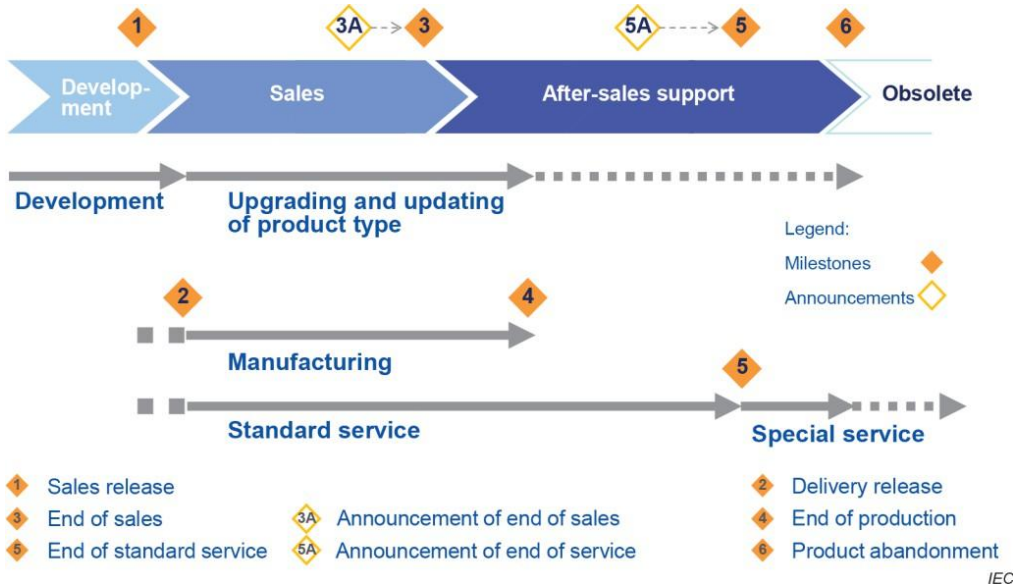 1 3A 3 5A 5 6
Develop-
ment
Sales
After-sales support
Obsolete
Development
Upgrading and updating
of product type
Legend:
Milestones
Announcements
2 4
Manufacturing
5
Standard service
Special service
1 Sales release
3 End of sales
5 End of standard service
3A Announcement of end of sales
5A Announcement of end of service
2 Delivery release
4 End of production
6 Product abandonment
IEC